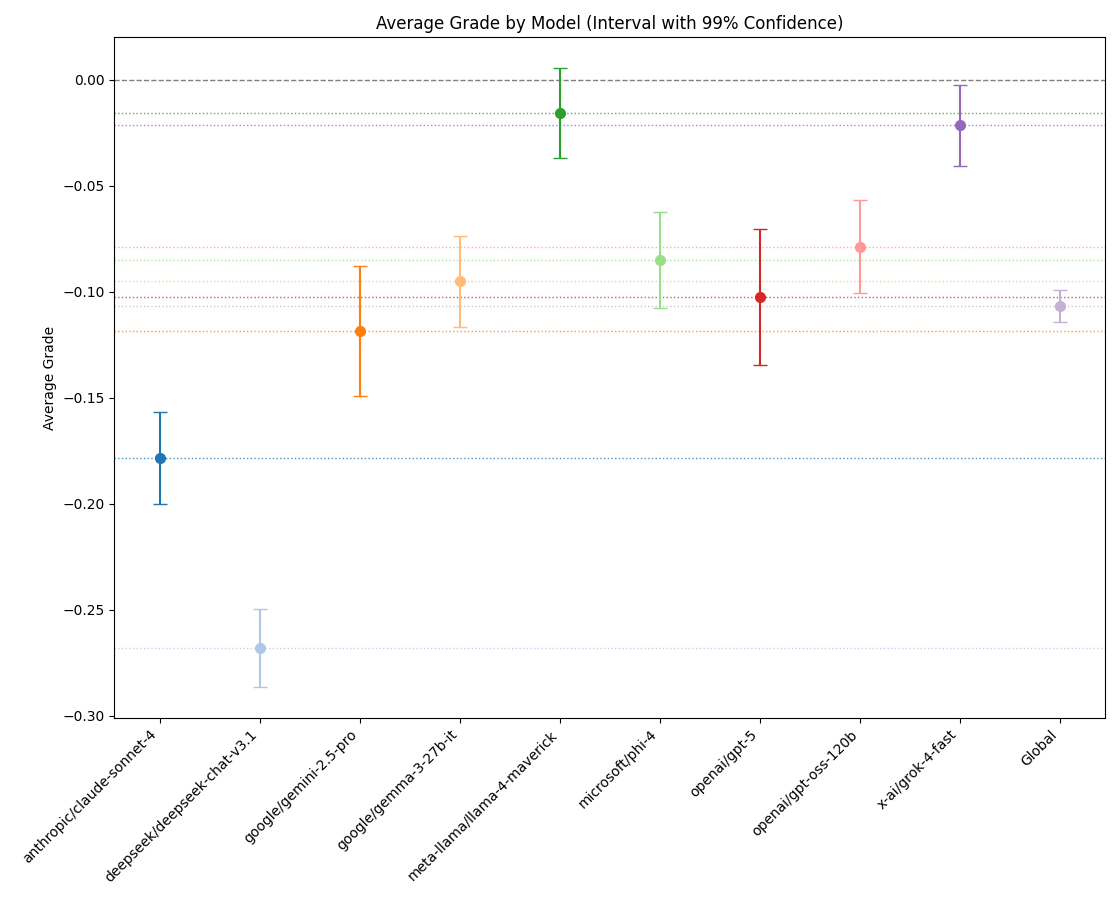 Average Grade by Model (Interval with 99% Confidence)
Average Grade
0.00
−0.05
−0.10
−0.15
−0.20
−0.25
−0.30
anthropic/claude-sonnet-4
deepseek/deepseek-chat-v3.1
google/gemini-2.5-pro
google/gemma-3-27b-it
meta-llama/llama-4-maverick
microsoft/phi-4
openai/gpt-5
openai/gpt-oss-120b
x-ai/grok-4-fast
Global